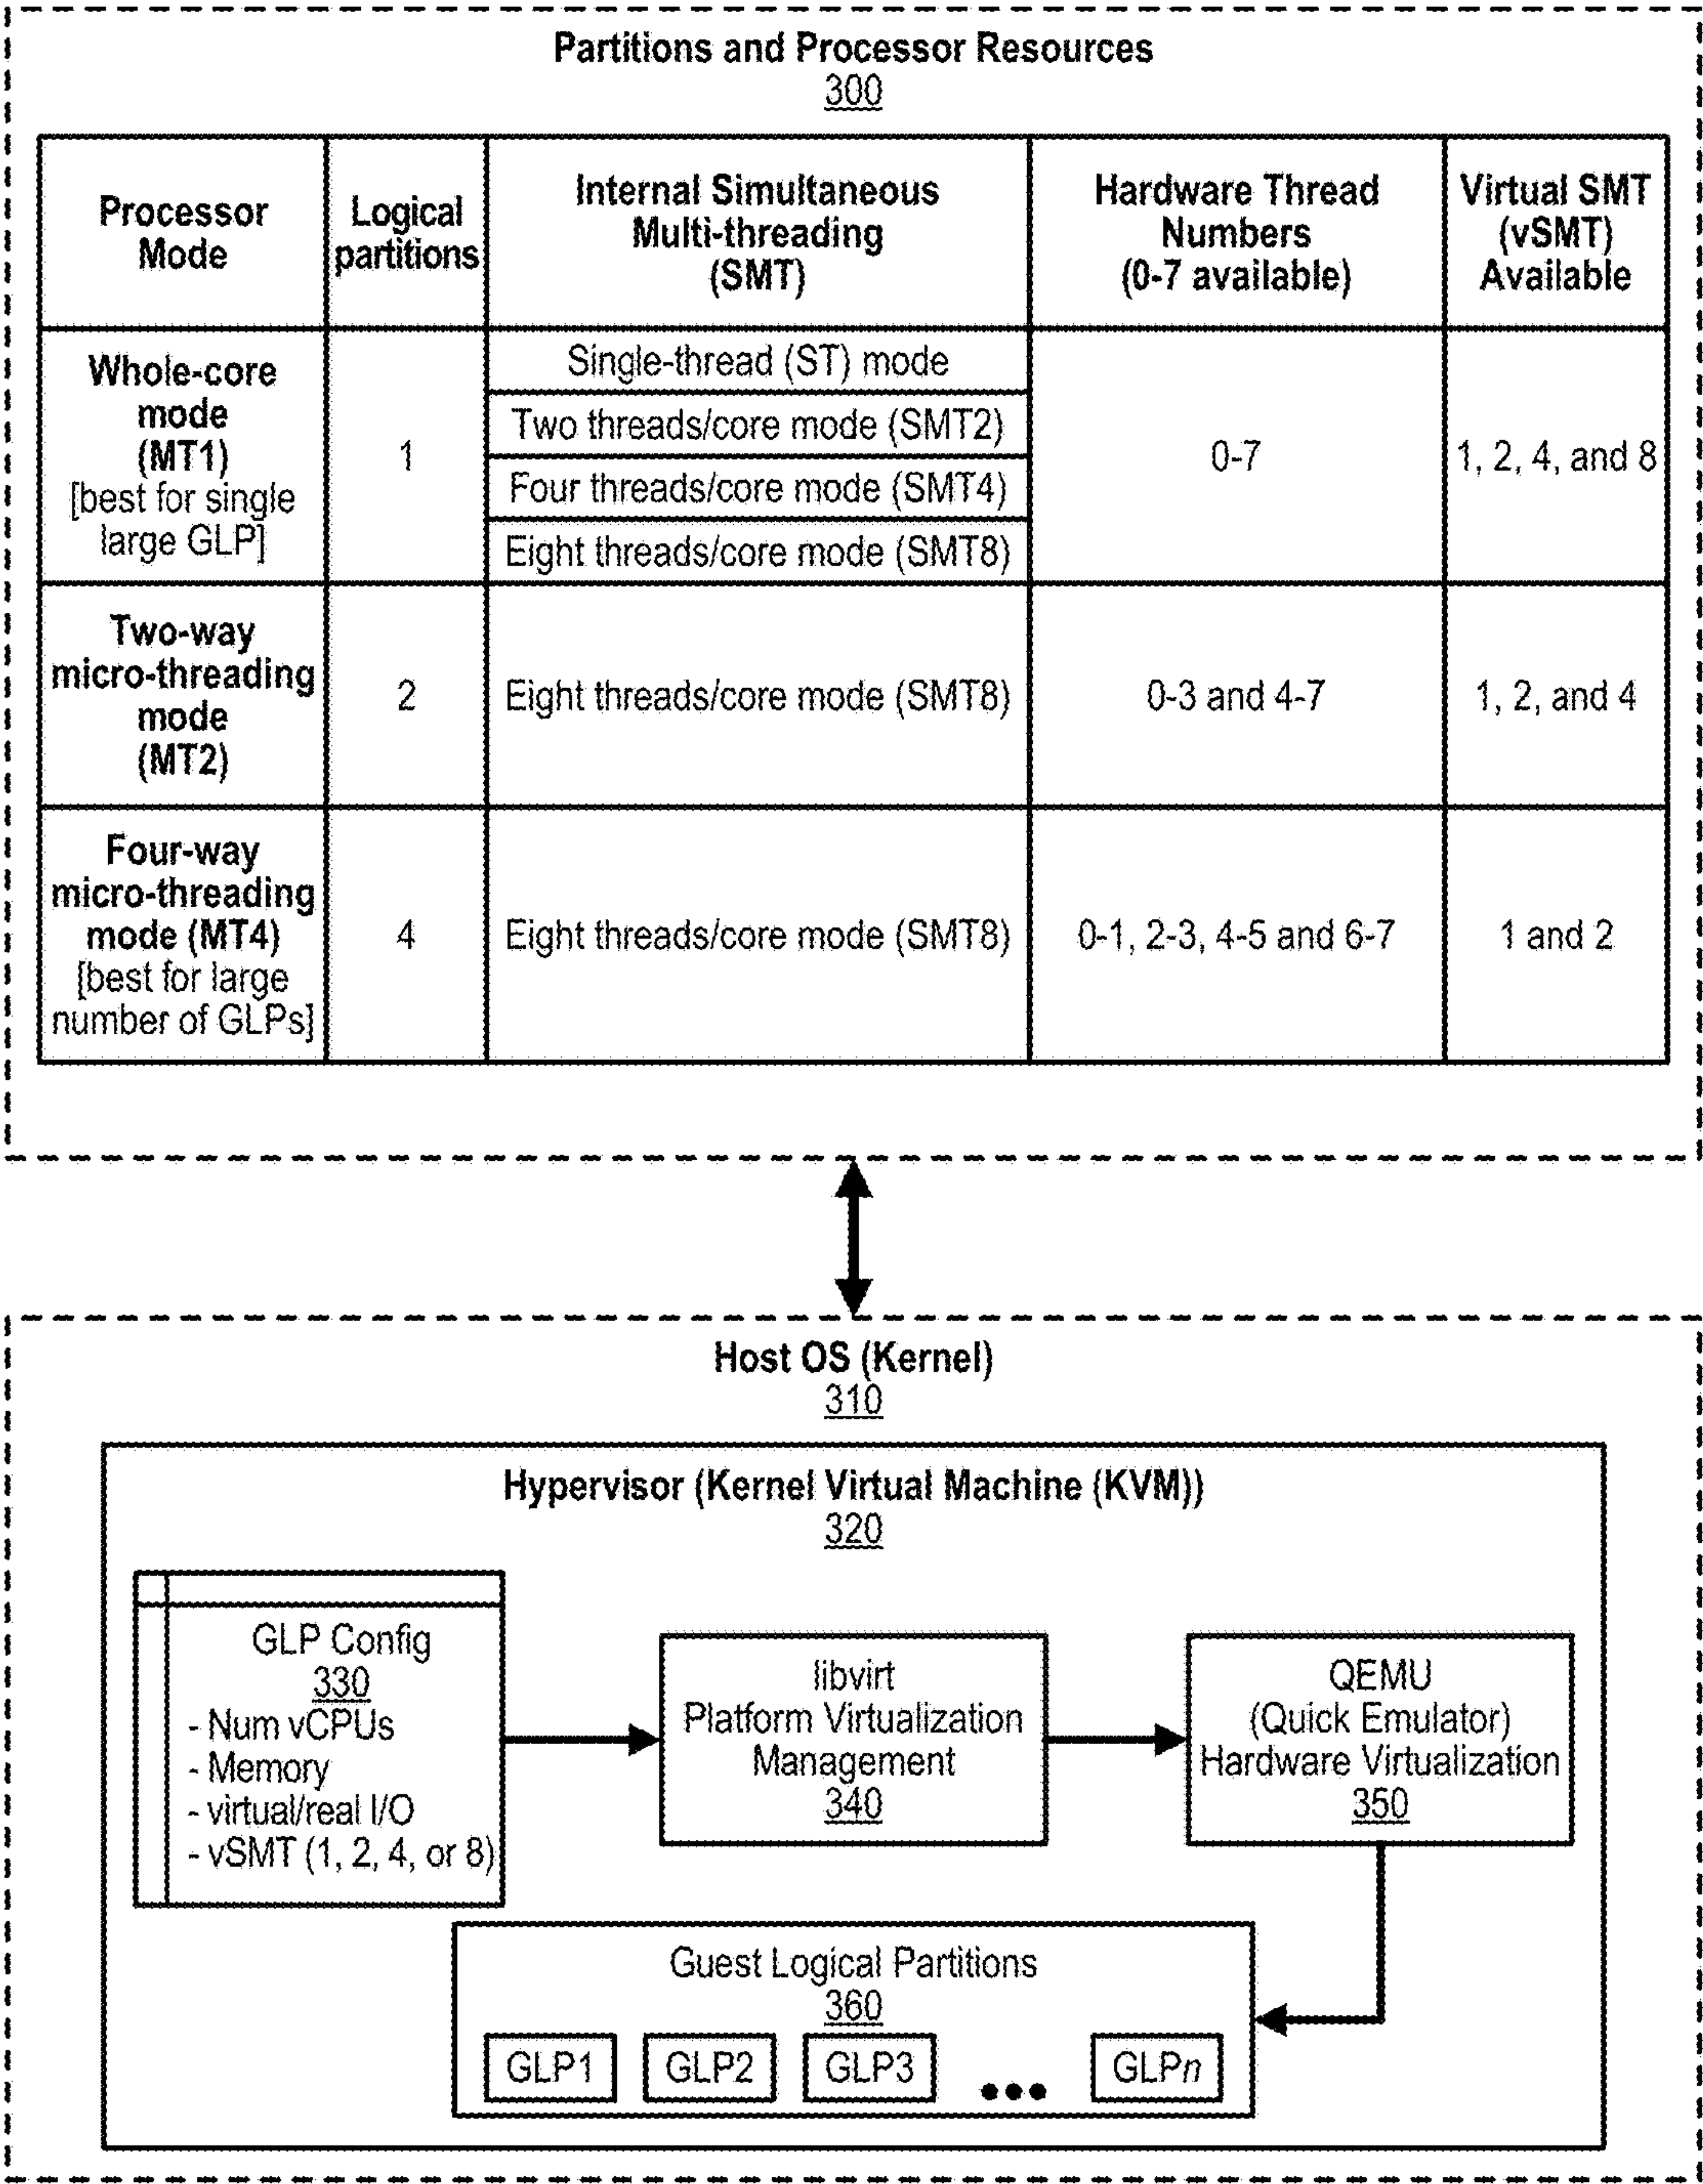 Partitions and Processor Resources
300
Processor
Mode
Logical
partitions
Internal Simultaneous
Multi-threading
(SMT)
Hardware Thread
Numbers
(0-7 available)
Virtual SMT
(vSMT)
Available
Whole-core
mode
(MT1)
[best for single
large GLP]
1
Single-thread (ST) mode
Two threads/core mode (SMT2)
Four threads/core mode (SMT4)
Eight threads/core mode (SMT8)
0-7
1, 2, 4, and 8
Two-way
micro-threading
mode
(MT2)
2
Eight threads/core mode (SMT8)
0-3 and 4-7
1, 2, and 4
Four-way
micro-threading
mode (MT4)
[best for large
number of GLPs]
4
Eight threads/core mode (SMT8)
0-1, 2-3, 4-5 and 6-7
1 and 2
Host OS (Kernel)
310
Hypervisor (Kernel Virtual Machine (KVM))
320
GLP Config
330
- Num vCPUs
- Memory
- virtual/real I/O
- vSMT (1, 2, 4, or 8)
libvirt
Platform Virtualization
Management
340
QEMU
(Quick Emulator)
Hardware Virtualization
350
Guest Logical Partitions
360
GLP1 GLP2 GLP3 ••• GLPn